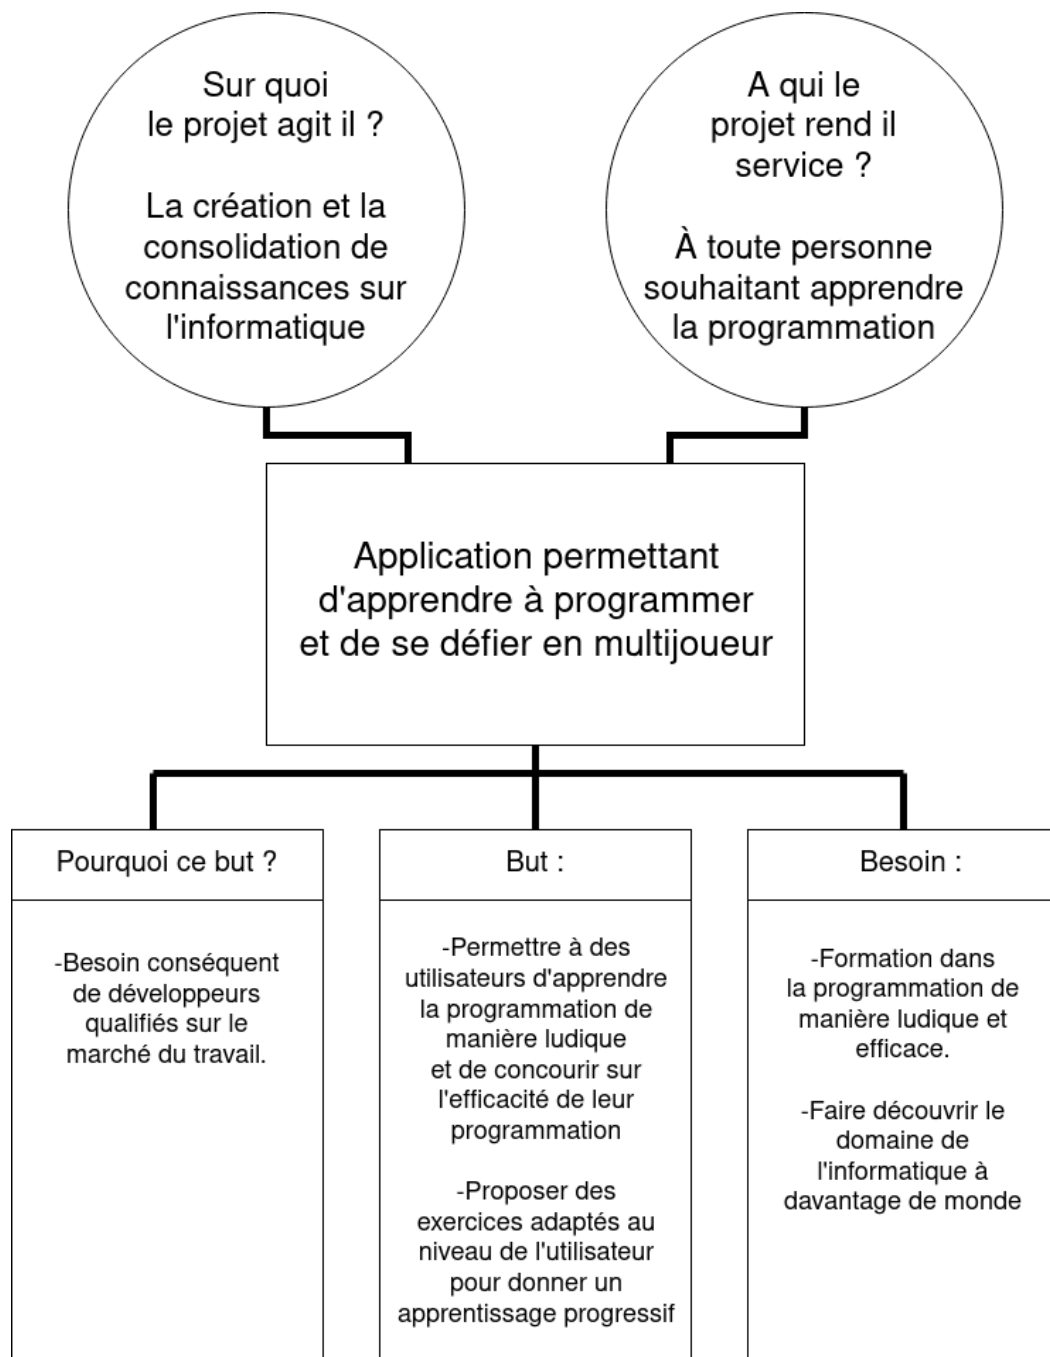 Sur quoi
le projet agit il ?
La création et la
consolidation de
connaissances sur
l'informatique
A qui le
projet rend il
service ?
À toute personne
souhaitant apprendre
la programmation
Application permettant
d'apprendre à programmer
et de se défier en multijoueur
Pourquoi ce but ?
-Besoin conséquent
de développeurs
qualifiés sur le
marché du travail.
But :
-Permettre à des
utilisateurs d'apprendre
la programmation de
manière ludique
et de concourir sur
l'efficacité de leur
programmation
-Proposer des
exercices adaptés au
niveau de l'utilisateur
pour donner un
apprentissage progressif
Besoin :
-Formation dans
la programmation de
manière ludique et
efficace.
-Faire découvrir le
domaine de
l'informatique à
davantage de monde